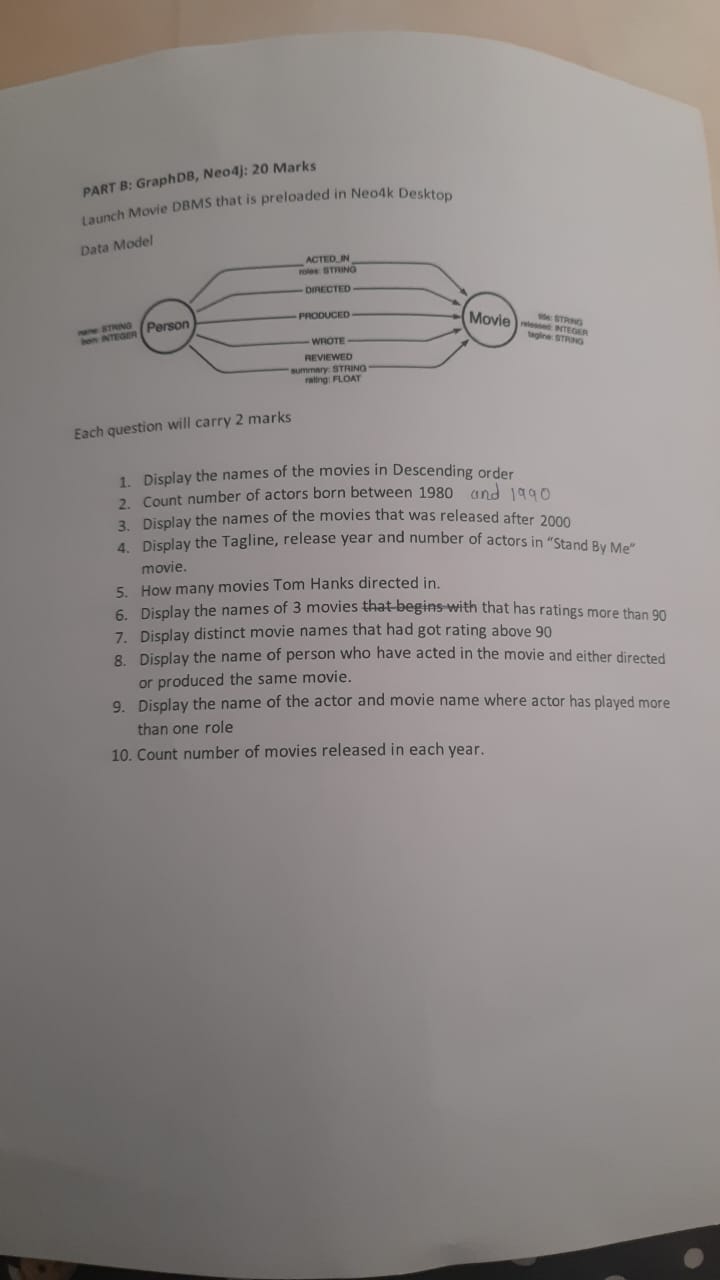 PART B: GraphDB, Neo4j: 20 Marks
Launch Movie DBMS that is preloaded in Neo4k Desktop
Data Model
ACTED_IN
roles: STRING
DIRECTED
PRODUCED
WROTE
REVIEWED
summary: STRING
rating: FLOAT
name: STRING
born: INTEGER
Person
Movie
title: STRING
released: INTEGER
tagline: STRING
Each question will carry 2 marks
1. Display the names of the movies in Descending order
2. Count number of actors born between 1980 and 1990
3. Display the names of the movies that was released after 2000
4. Display the Tagline, release year and number of actors in “Stand By Me”
movie.
5. How many movies Tom Hanks directed in.
6. Display the names of 3 movies that begins with that has ratings more than 90
7. Display distinct movie names that had got rating above 90
8. Display the name of person who have acted in the movie and either directed
or produced the same movie.
9. Display the name of the actor and movie name where actor has played more
than one role
10. Count number of movies released in each year.